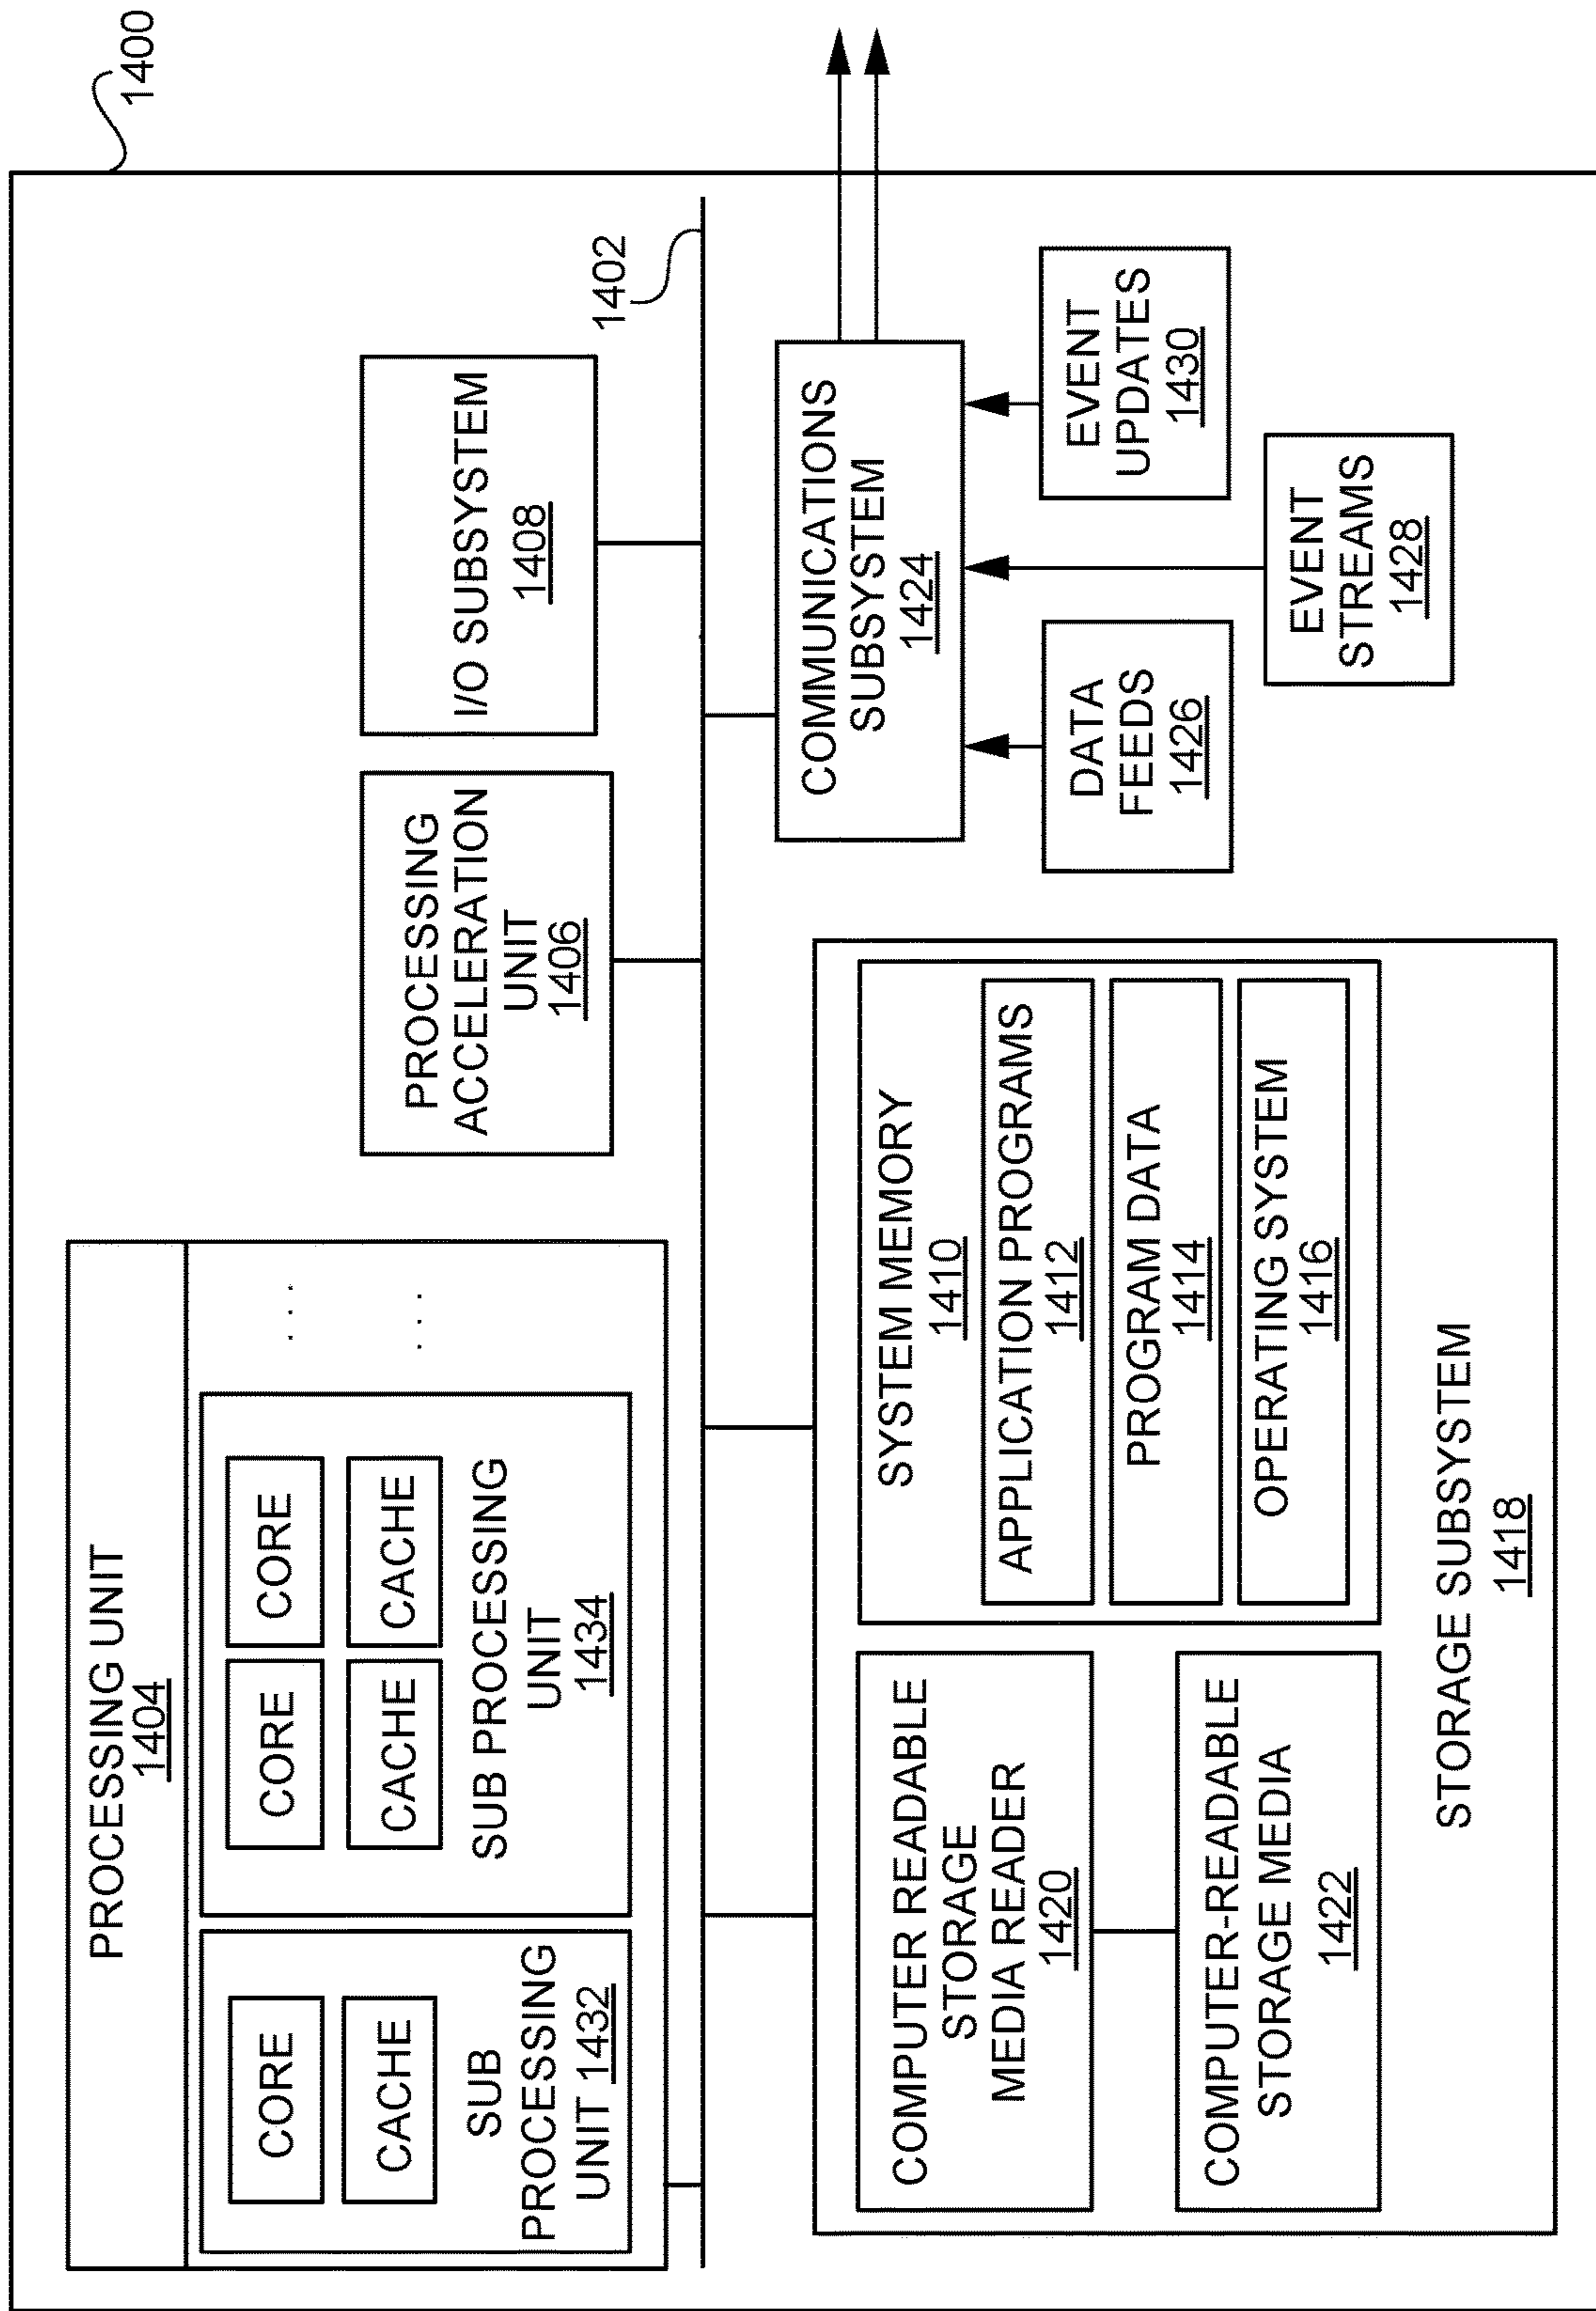 1400
PROCESSING UNIT
1404
CORE
CACHE
SUB
PROCESSING
UNIT 1432
CORE
CORE
CACHE
CACHE
SUB PROCESSING
UNIT
1434
. . .
. . .
PROCESSING
ACCELERATION
UNIT
1406
I/O SUBSYSTEM
1408
1402
COMPUTER READABLE
STORAGE
MEDIA READER
1420
COMPUTER-READABLE
STORAGE MEDIA
1422
SYSTEM MEMORY
1410
APPLICATION PROGRAMS
1412
PROGRAM DATA
1414
OPERATING SYSTEM
1416
STORAGE SUBSYSTEM
1418
COMMUNICATIONS
SUBSYSTEM
1424
DATA
FEEDS
1426
EVENT
STREAMS
1428
EVENT
UPDATES
1430